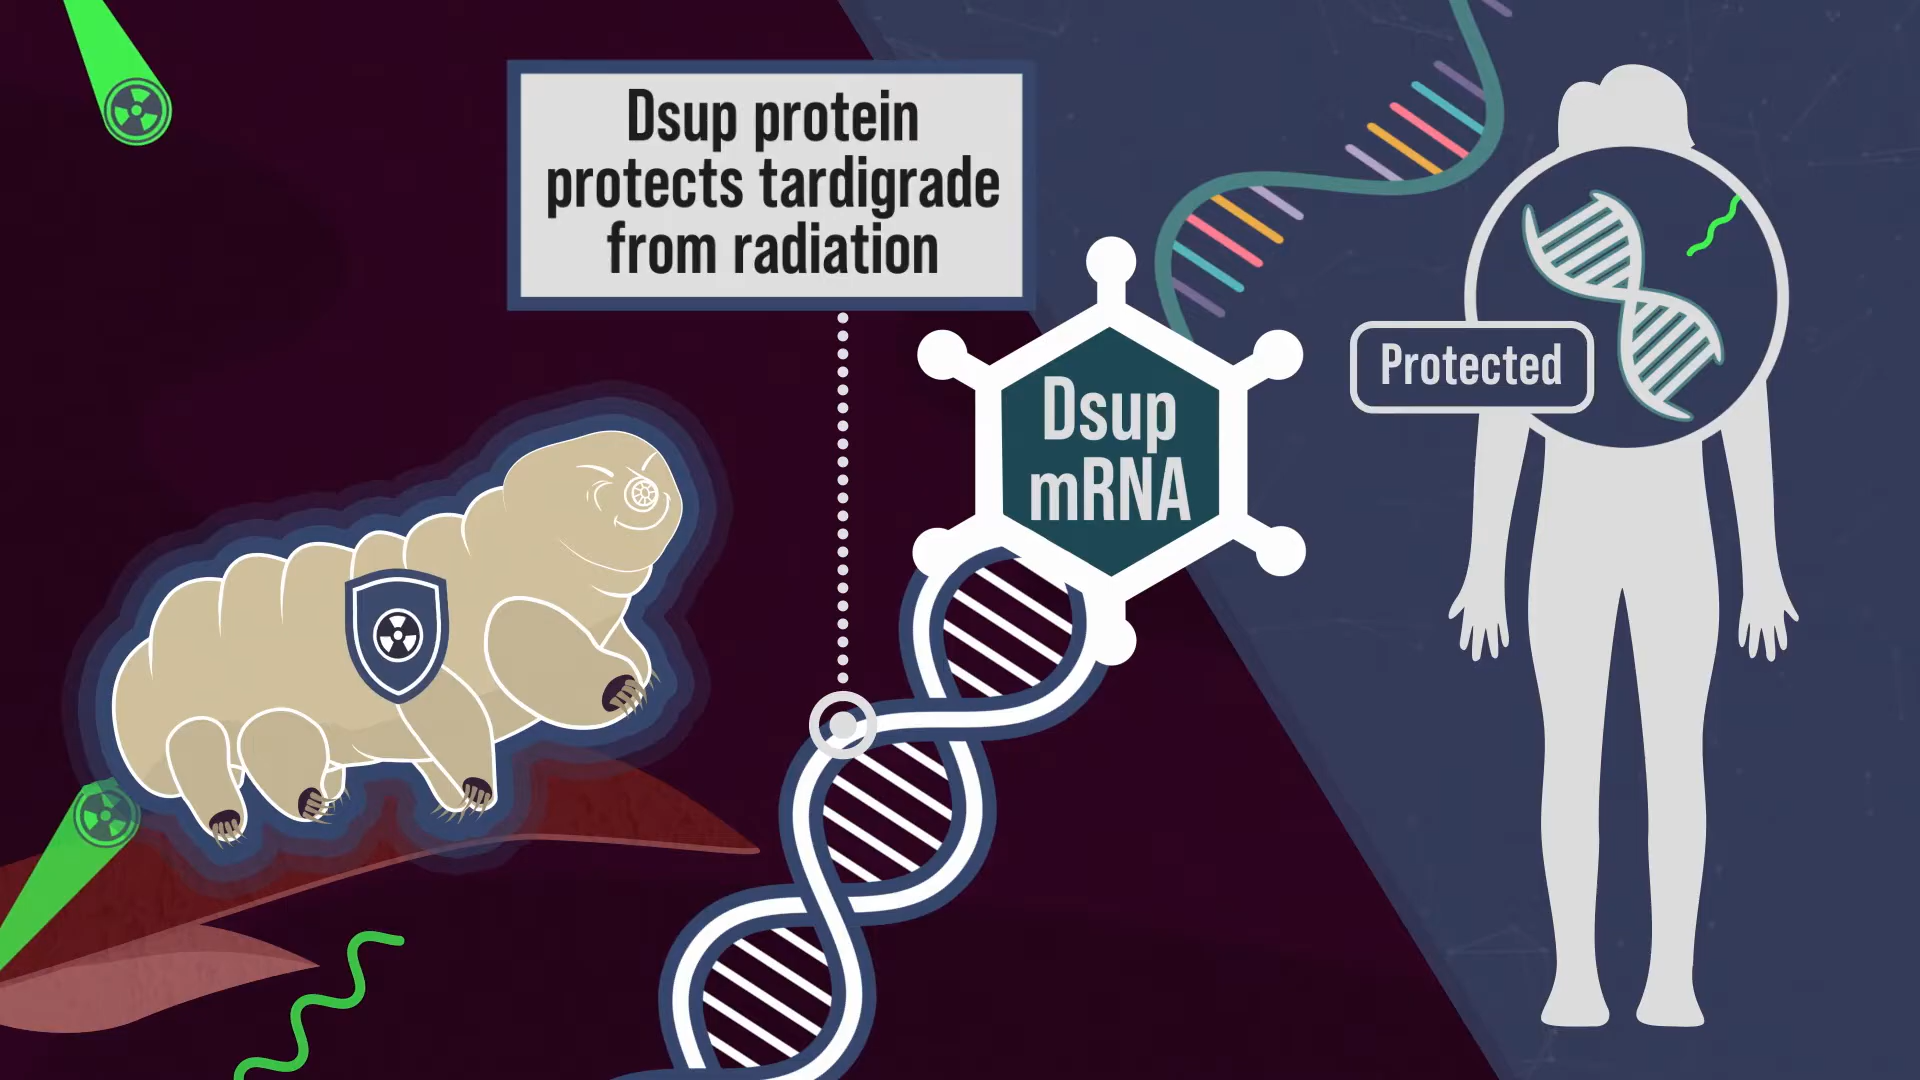 Dsup protein
protects tardigrade
from radiation
Dsup
mRNA
Protected